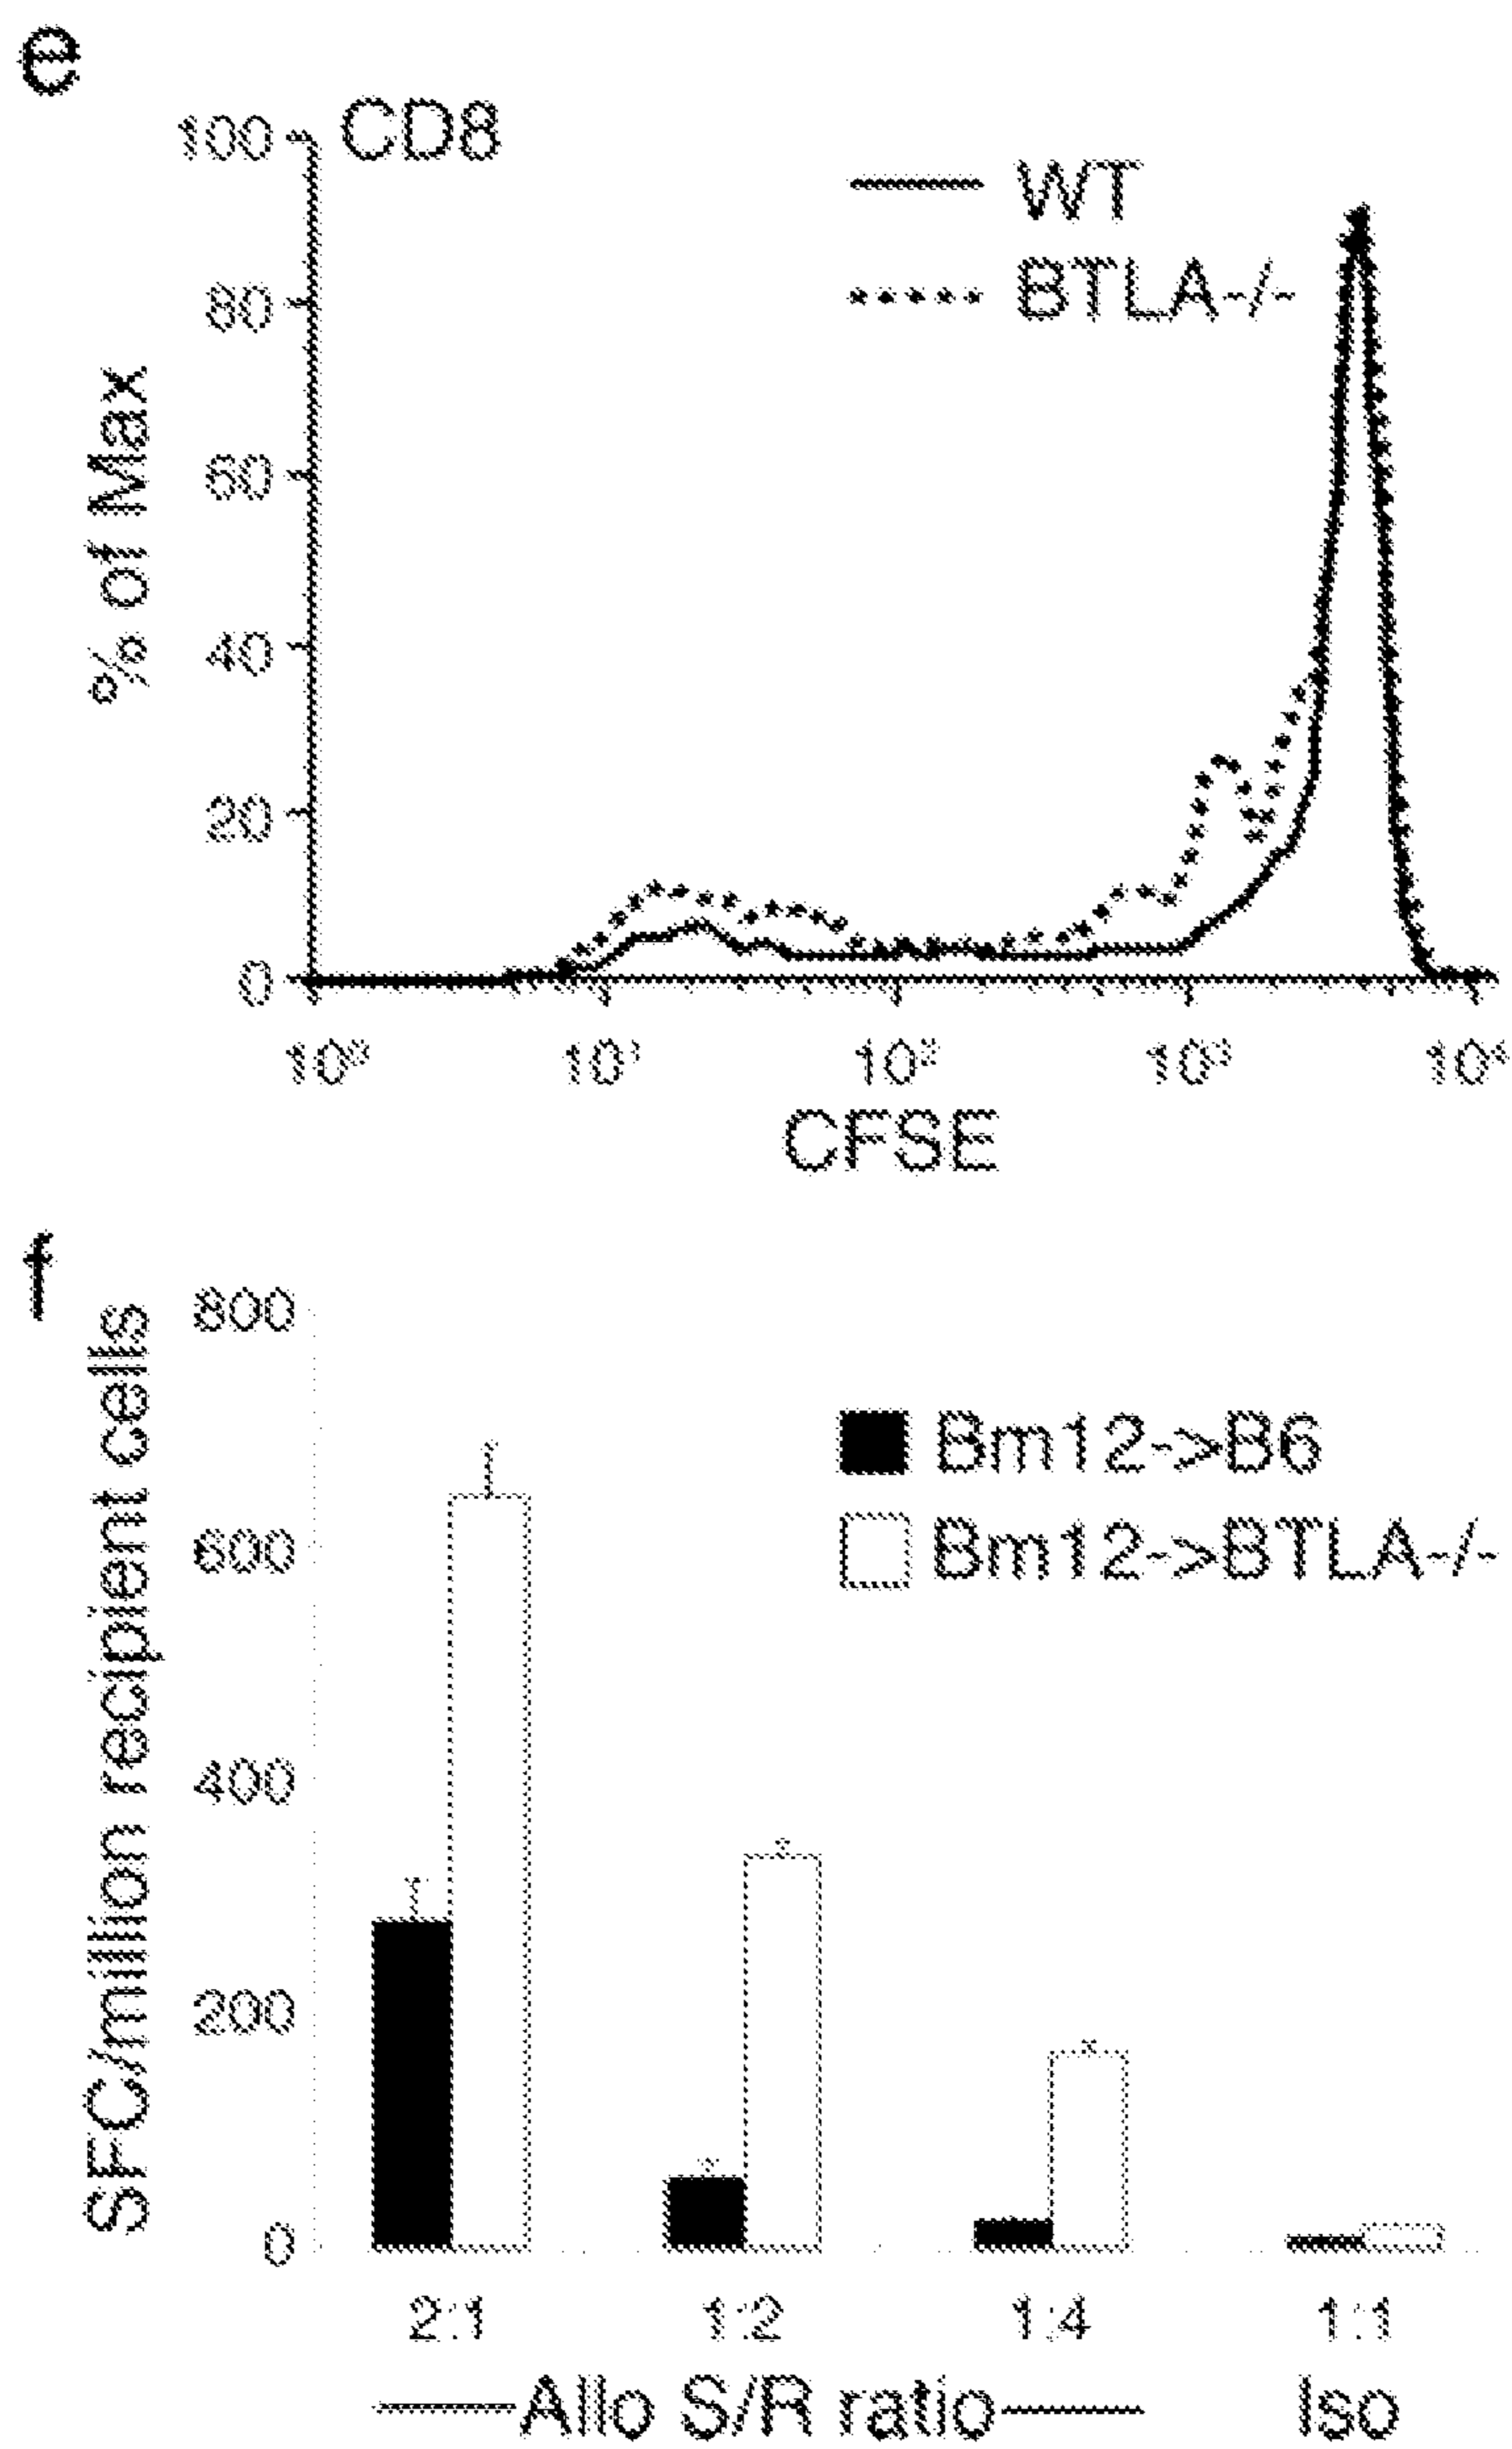 e
CD8
WT
BTLA-/-
% of Max
100
80
60
40
20
0
10⁰ 10¹ 10² 10³ 10⁴
CFSE
f
SFC/million recipient cells
800
600
400
200
0
Bm12->B6
Bm12->BTLA-/-
2:1 1:2 1:4 1:1
Allo S/R ratio Iso